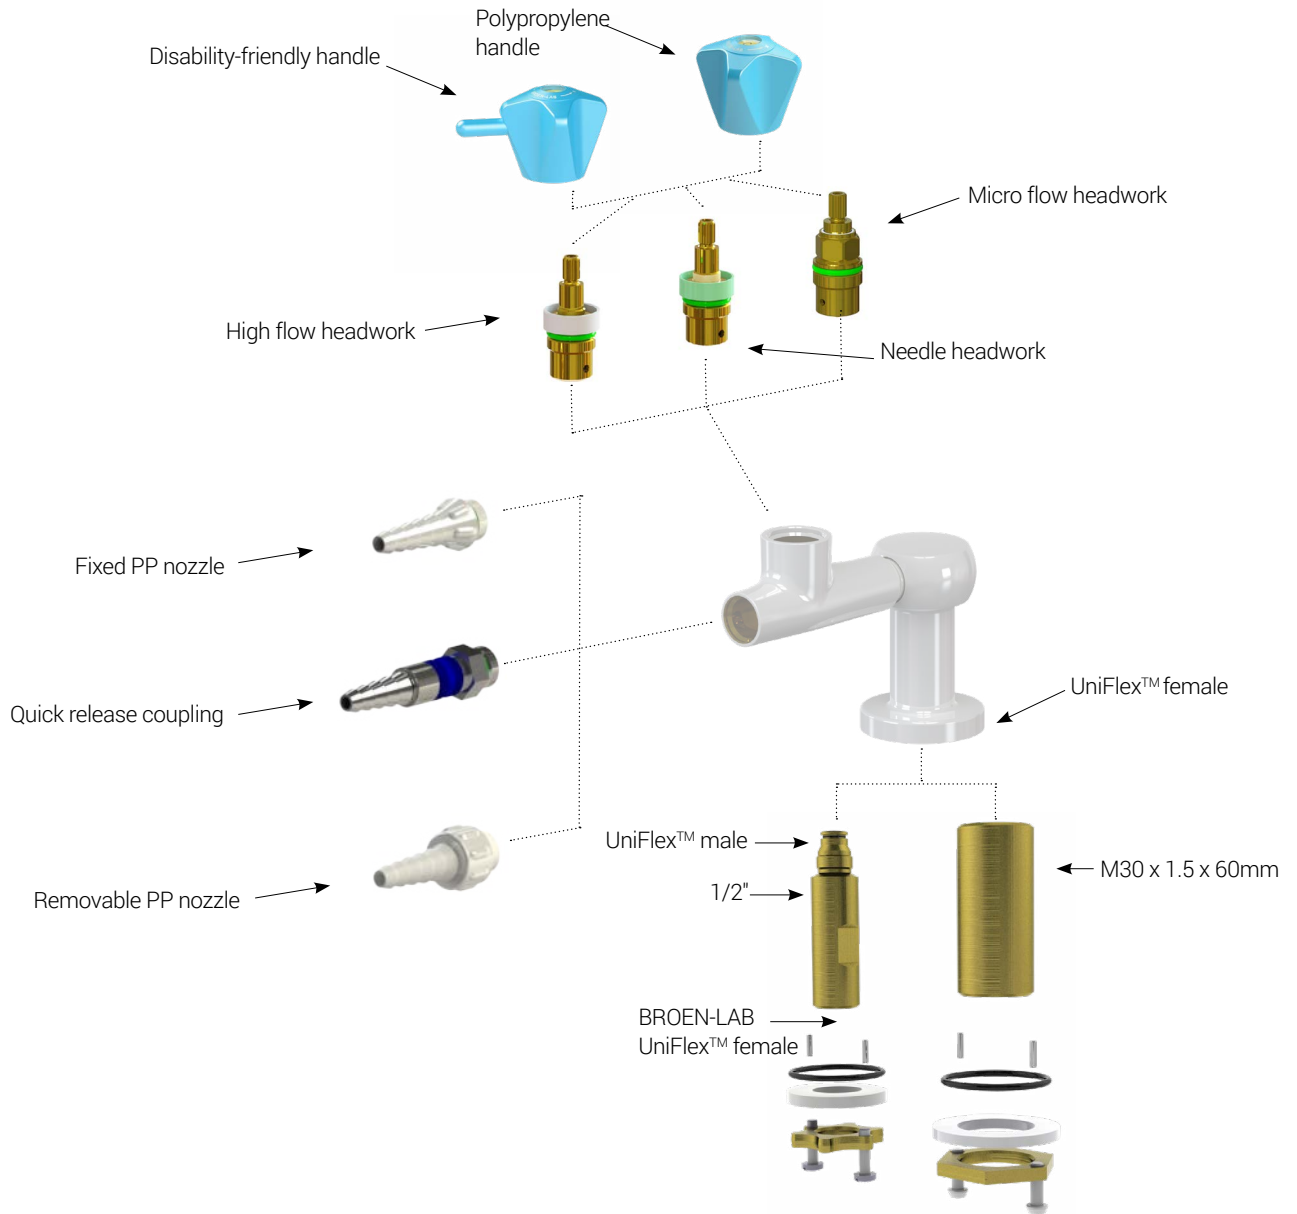 Polypropylene
handle
Disability-friendly handle
Micro flow headwork
High flow headwork
Needle headwork
Fixed PP nozzle
UniFlex™ female
Quick release coupling
UniFlex™ male
M30 x 1.5 x 60mm
1/2"
Removable PP nozzle
BROEN-LAB
UniFlex™ female